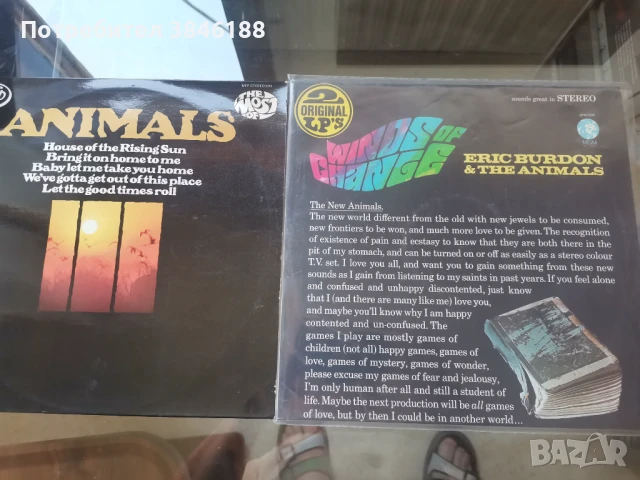 Потребител 3846188
THE
MOST
OF
ANIMALS
House of the Rising Sun
Bring it on home to me
Baby let me take you home
We've gotta get out of this place
Let the good times roll
2
ORIGINAL
LP's
WINDS OF
CHANGE
sounds great in STEREO
MGM
ERIC BURDON
& THE ANIMALS
The New Animals.
The new world different from the old with new jewels to be consumed,
new frontiers to be won, and much more love to be given. The recognition
of existence of pain and ecstasy to know that they are both there in the
pit of my stomach, and can be turned on or off as easily as a stereo colour
T.V. set. I love you all, and want you to gain something from these new
sounds as I gain from listening to my saints in past years. If you feel alone
and confused and unhappy discontented, just know
that I (and there are many like me) love you,
and maybe you'll know why I am happy
contented and un-confused. The
games I play are mostly games of
children (not all) happy games, games of
love, games of mystery, games of wonder,
please excuse my games of fear and jealousy,
I'm only human after all and still a student of
life. Maybe the next production will be all games
of love, but by then I could be in another world...
BAZAR